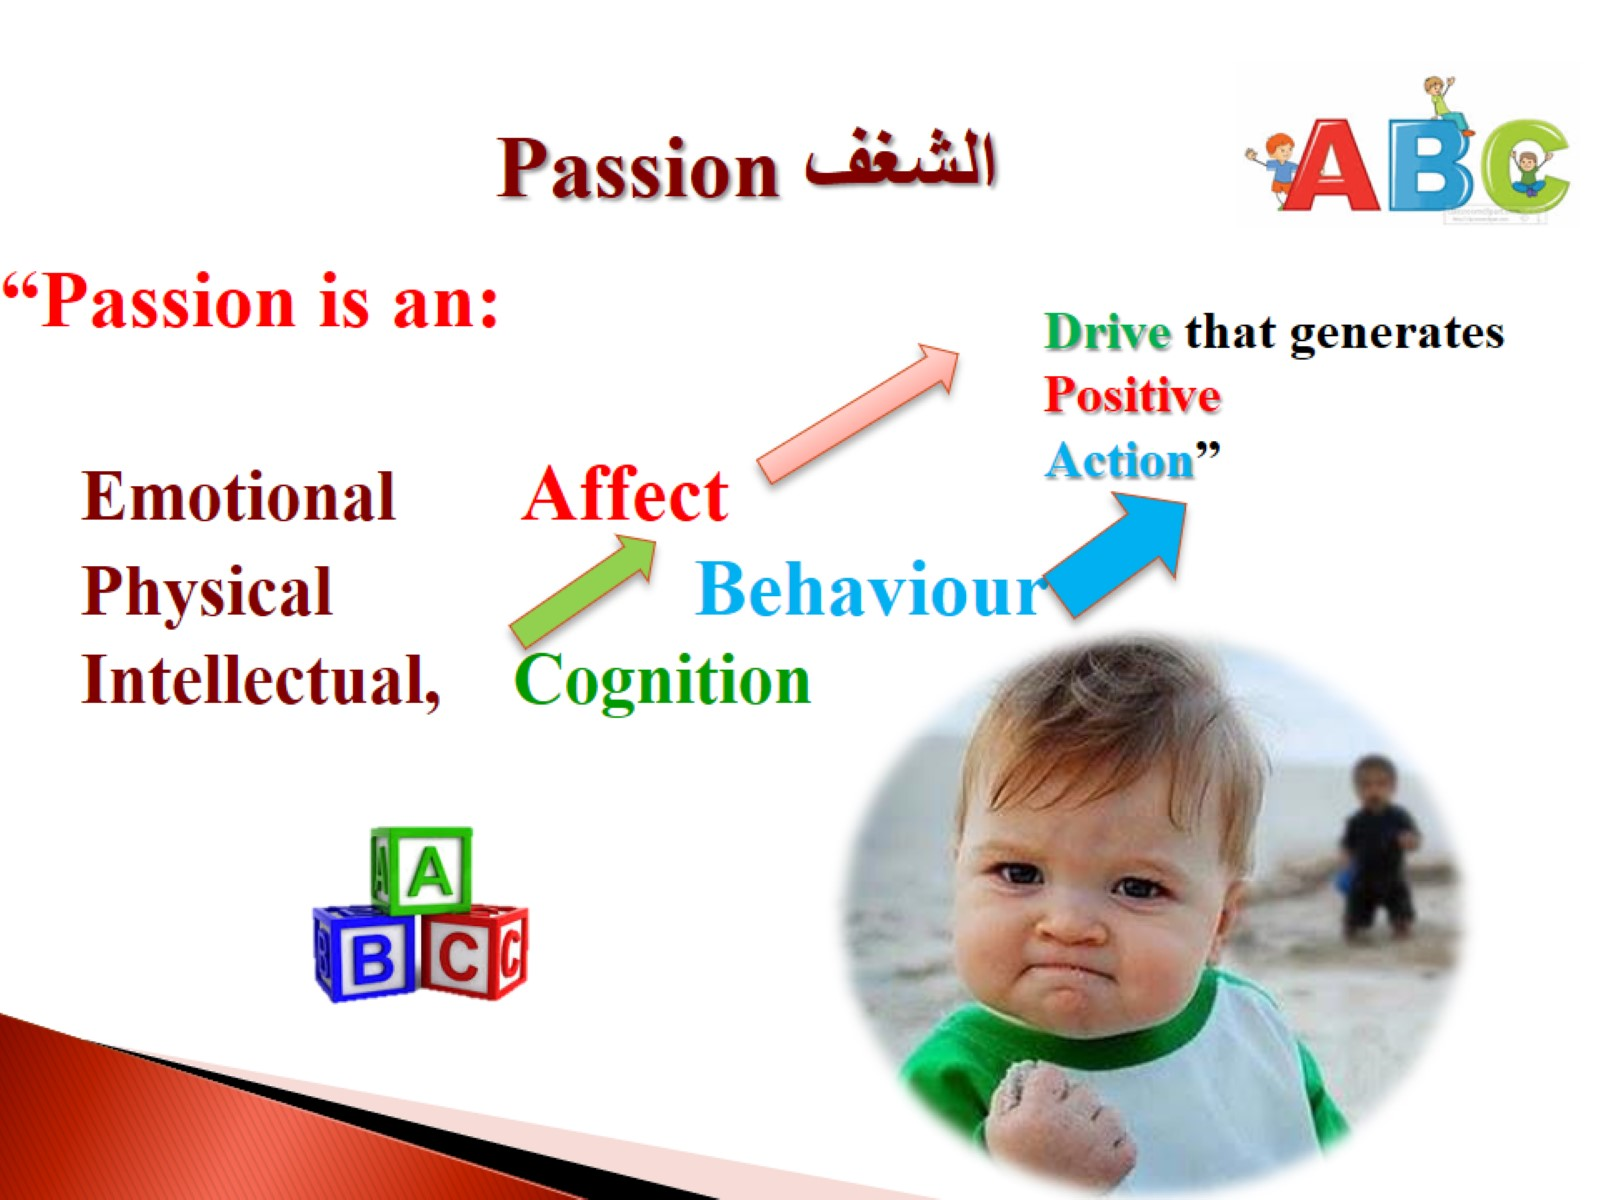 Passion الشغف
ABC
“Passion is an:
Drive that generates
Positive
Action”
Emotional Affect
Physical Behaviour
Intellectual, Cognition
A A
B B C C